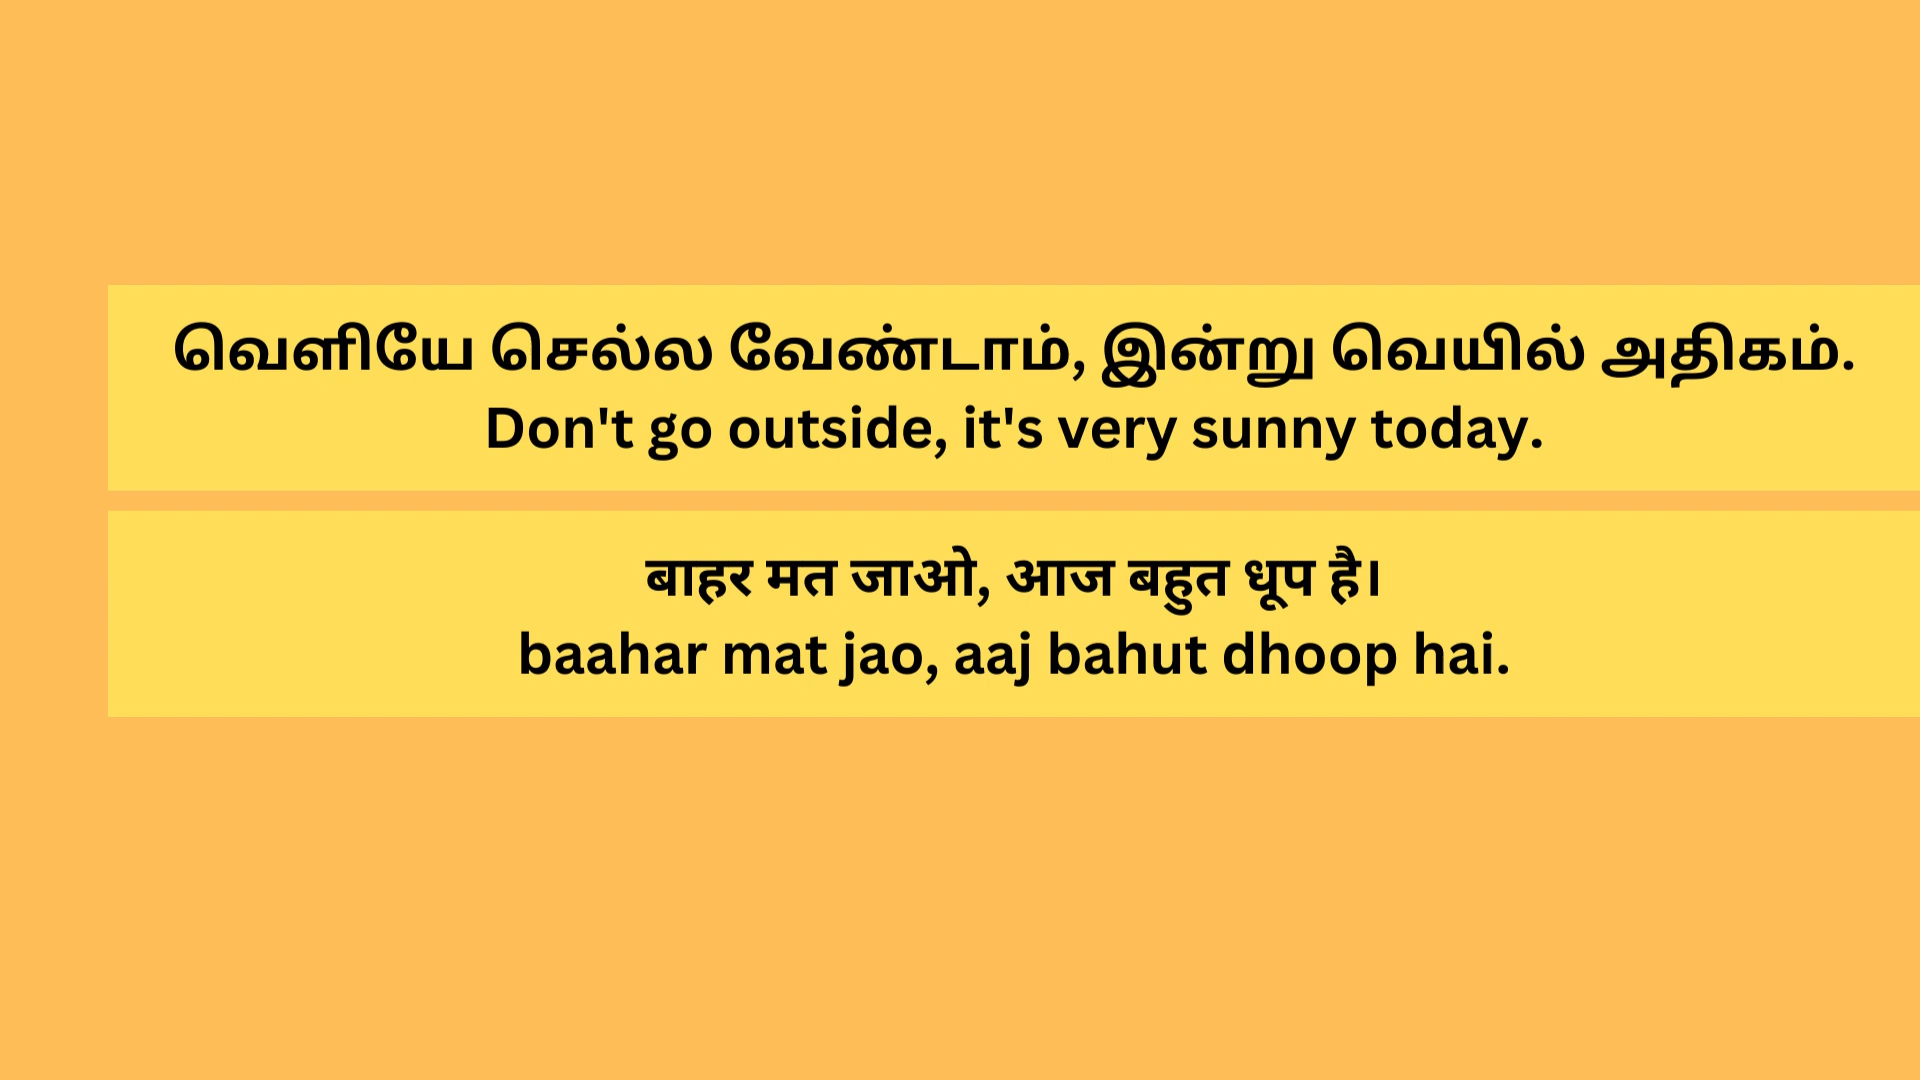 வெளியே செல்ல வேண்டாம், இன்று வெயில் அதிகம்.
Don't go outside, it's very sunny today.
बाहर मत जाओ, आज बहुत धूप है।
baahar mat jao, aaj bahut dhoop hai.